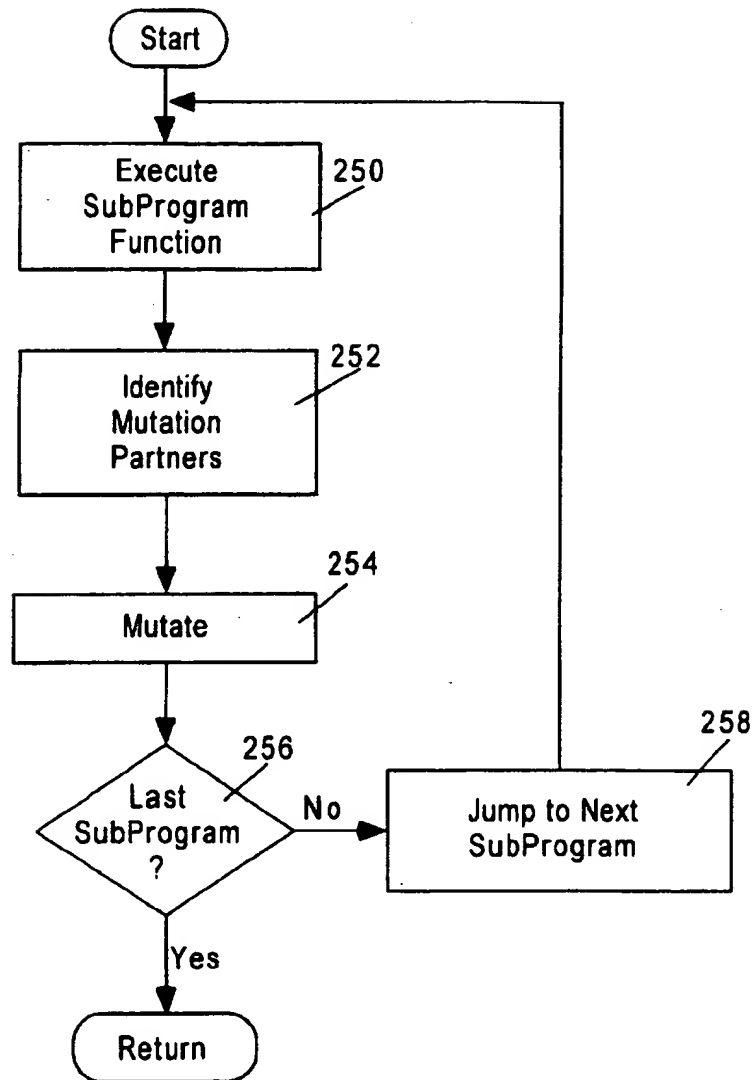 Start
Execute
SubProgram
Function
250
Identify
Mutation
Partners
252
Mutate
254
Last
SubProgram
?
256
No
Jump to Next
SubProgram
258
Yes
Return